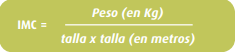 IMC = Peso (en Kg)
talla x talla (en metros)